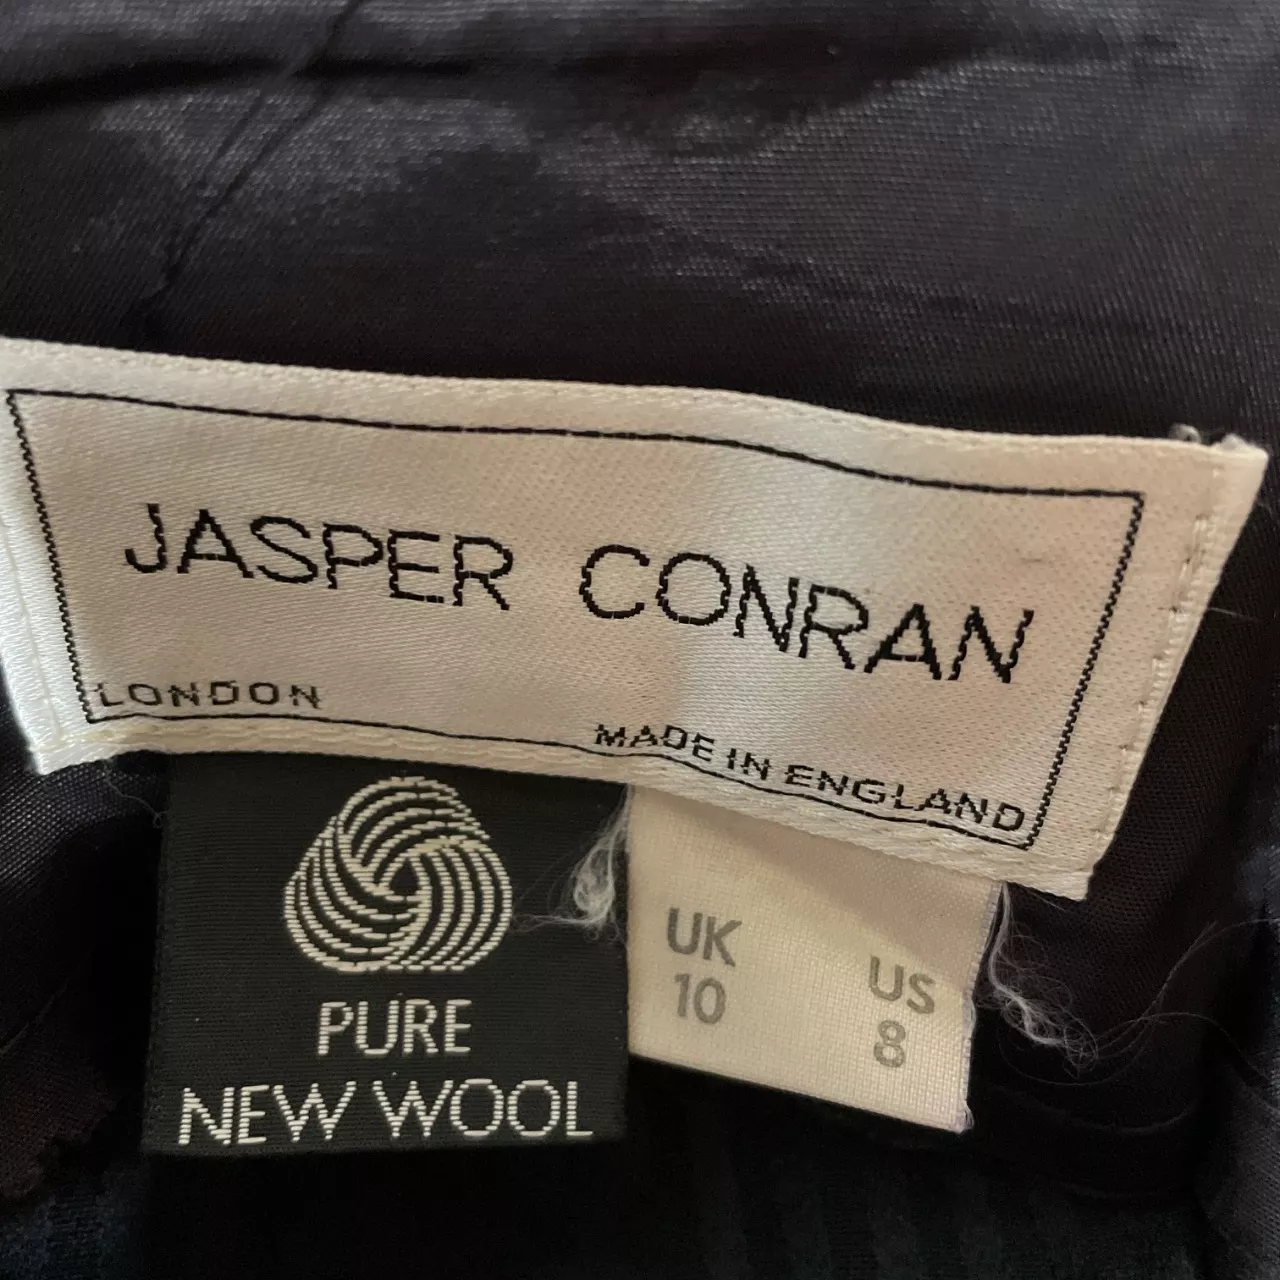 JASPER CONRAN
LONDON
MADE IN ENGLAND
PURE
NEW WOOL
UK
10
US
8